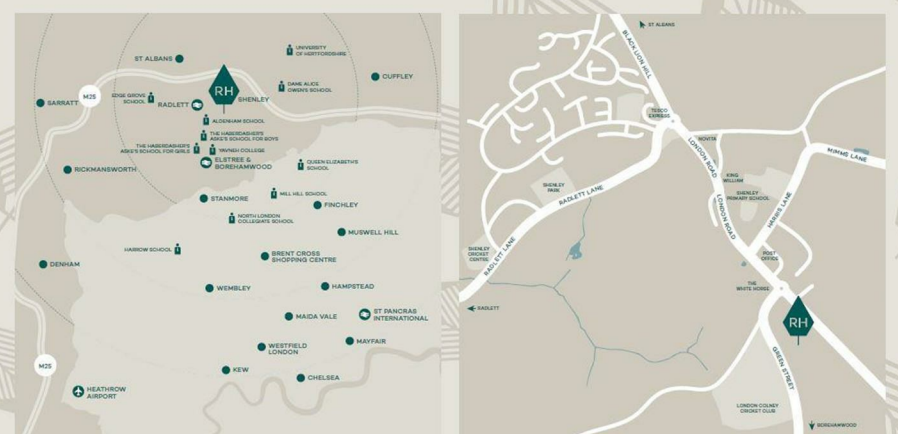 ST ALBANS
UNIVERSITY
OF HERTFORDSHIRE
CUFFLEY
DAME ALICE
OWEN'S SCHOOL
RH
SHENLEY
EDGE GROVE
SCHOOL
M25
SARRATT
RADLETT
ALDENHAM SCHOOL
THE HABERDASHER'S
ASKE'S SCHOOL FOR BOYS
THE HABERDASHER'S
ASKE'S SCHOOL FOR GIRLS
YAVNEH COLLEGE
ELSTREE &
BOREHAMWOOD
QUEEN ELIZABETH'S
SCHOOL
RICKMANSWORTH
STANMORE
MILL HILL SCHOOL
FINCHLEY
NORTH LONDON
COLLEGIATE SCHOOL
MUSWELL HILL
HARROW SCHOOL
BRENT CROSS
SHOPPING CENTRE
DENHAM
WEMBLEY
HAMPSTEAD
MAIDA VALE
ST PANCRAS
INTERNATIONAL
MAYFAIR
WESTFIELD
LONDON
M25
KEW
CHELSEA
HEATHROW
AIRPORT
ST ALBANS
BLACK LION HILL
TESCO
EXPRESS
NOVITA
LONDON ROAD
MIMMS LANE
KING
WILLIAM
SHENLEY
PRIMARY SCHOOL
SHENLEY
PARK
RADLETT LANE
LONDON ROAD
HARRIS LANE
SHENLEY
CRICKET
CENTRE
RADLETT LANE
POST
OFFICE
THE
WHITE HORSE
RADLETT
RH
GREEN STREET
LONDON COLNEY
CRICKET CLUB
BOREHAMWOOD